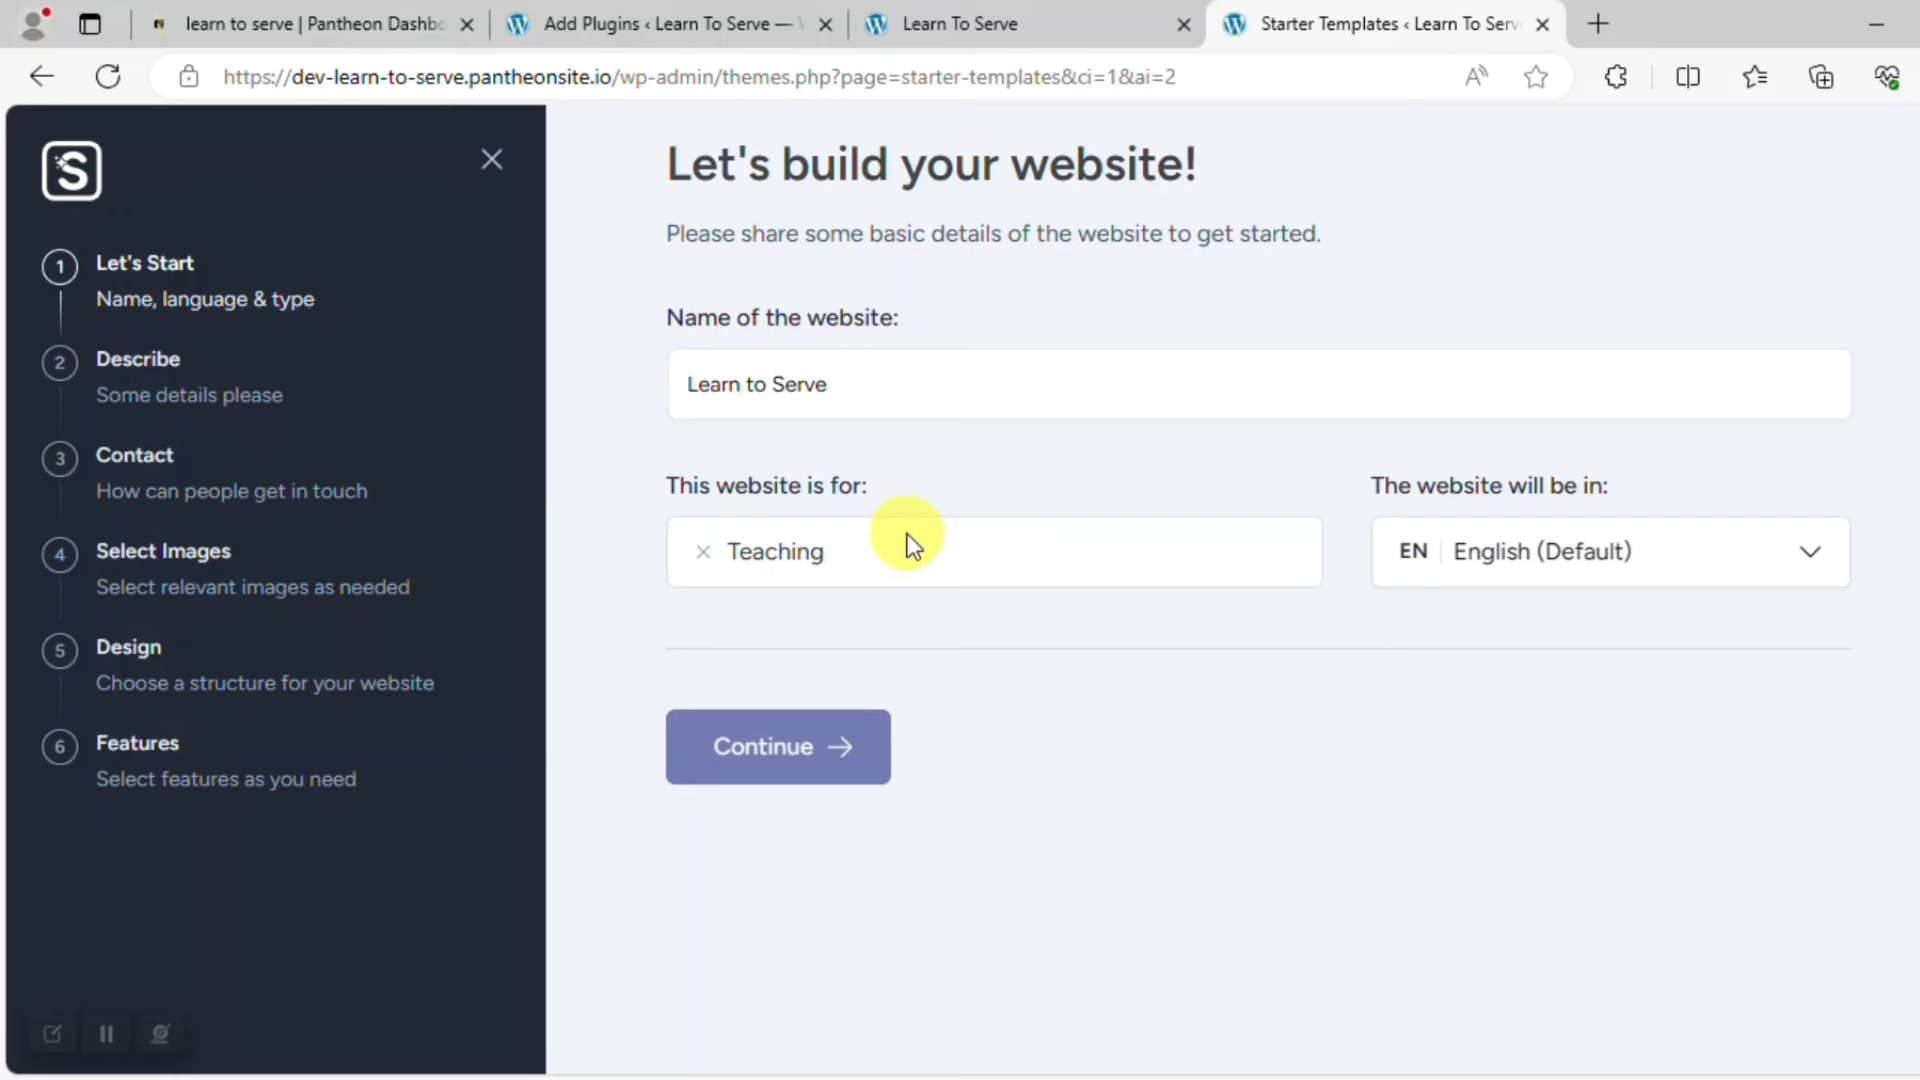 learn to serve | Pantheon Dashbo
Add Plugins ‹ Learn To Serve —
Learn To Serve
Starter Templates ‹ Learn To Serv
https://dev-learn-to-serve.pantheonsite.io/wp-admin/themes.php?page=starter-templates&ci=1&ai=2
S
1 Let's Start
Name, language & type
2 Describe
Some details please
3 Contact
How can people get in touch
4 Select Images
Select relevant images as needed
5 Design
Choose a structure for your website
6 Features
Select features as you need
Let's build your website!
Please share some basic details of the website to get started.
Name of the website:
Learn to Serve
This website is for:
Teaching
The website will be in:
EN English (Default)
Continue